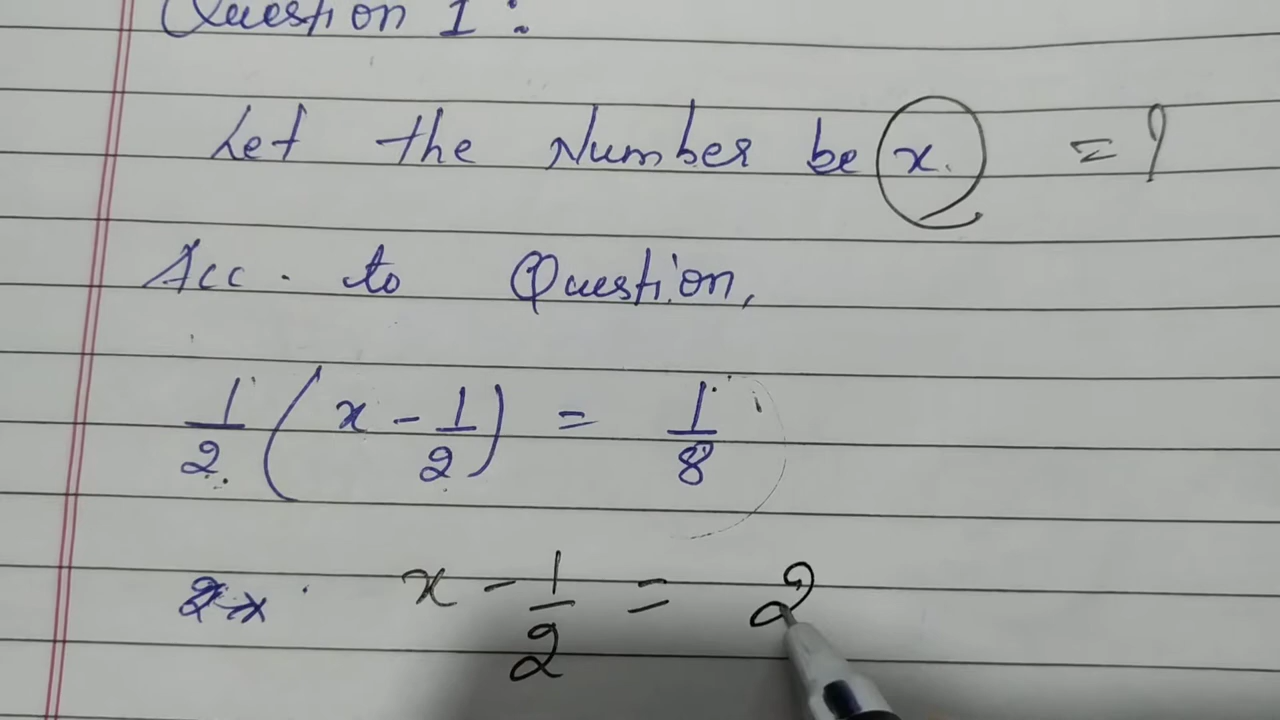 Question 1:
Let the Number be x. = ?
Acc. to Question,
1/2 (x - 1/2) = 1/8
x - 1/2 = 2